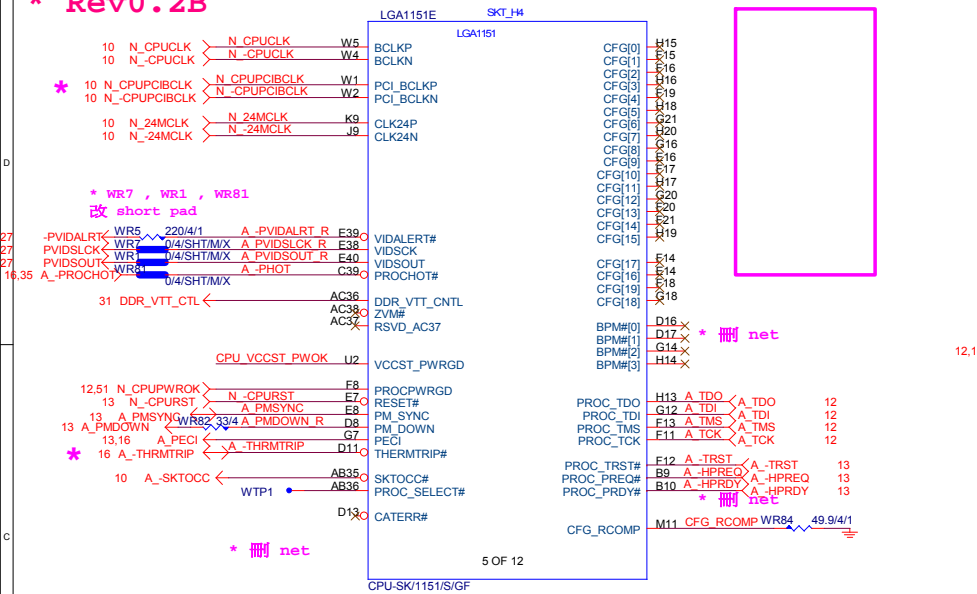 * Rev0.2B
LGA1151E SKT_H4
LGA1151
10 N_CPUCLK N_CPUCLK W5 BCLKP
10 N_-CPUCLK N_-CPUCLK W4 BCLKN
* 10 N_CPUPCIBCLK N_CPUPCIBCLK W1 PCI_BCLKP
10 N_-CPUPCIBCLK N_-CPUPCIBCLK W2 PCI_BCLKN
10 N_24MCLK N_24MCLK K9 CLK24P
10 N_-24MCLK N_-24MCLK J9 CLK24N
D
* WR7 , WR1 , WR81
改 short pad
27 -PVIDALRT WR5 220/4/1 A_-PVIDALRT_R E39 VIDALERT#
27 PVIDSLCK WR7 0/4/SHT/M/X A_PVIDSLCK_R E38 VIDSCK
27 PVIDSOUT WR1 0/4/SHT/M/X A_PVIDSOUT_R E40 VIDSOUT
16,35 A_-PROCHOT WR81 0/4/SHT/M/X A_-PHOT C39 PROCHOT#
31 DDR_VTT_CTL AC36 DDR_VTT_CNTL
AC38 ZVM#
AC37 RSVD_AC37
CPU_VCCST_PWOK U2 VCCST_PWRGD
12,51 N_CPUPWROK F8 PROCPWRGD
13 N_-CPURST N_-CPURST E7 RESET#
13 A_PMSYNC A_PMSYNC E8 PM_SYNC
13 A_PMDOWN WR82 33/4 A_PMDOWN_R D8 PM_DOWN
13,16 A_PECI G7 PECI
* 16 A_-THRMTRIP A_-THRMTRIP D11 THERMTRIP#
10 A_-SKTOCC AB35 SKTOCC#
WTP1 AB36 PROC_SELECT#
D13 CATERR#
* 刪 net
C
CFG[0] H15
CFG[1] F15
CFG[2] F16
CFG[3] H16
CFG[4] F19
CFG[5] H18
CFG[6] G21
CFG[7] H20
CFG[8] G16
CFG[9] E16
CFG[10] F17
CFG[11] H17
CFG[12] G20
CFG[13] F20
CFG[14] F21
CFG[15] H19
CFG[17] F14
CFG[16] E14
CFG[19] F18
CFG[18] G18
BPM#[0] D16
BPM#[1] D17
BPM#[2] G14
BPM#[3] H14
* 刪 net
12,1
PROC_TDO H13 A_TDO A_TDO 12
PROC_TDI G12 A_TDI A_TDI 12
PROC_TMS F13 A_TMS A_TMS 12
PROC_TCK F11 A_TCK A_TCK 12
PROC_TRST# F12 A_-TRST A_-TRST 13
PROC_PREQ# B9 A_-HPREQ A_-HPREQ 13
PROC_PRDY# B10 A_-HPRDY A_-HPRDY 13
* 刪 net
CFG_RCOMP M11 CFG_RCOMP WR84 49.9/4/1
5 OF 12
CPU-SK/1151/S/GF